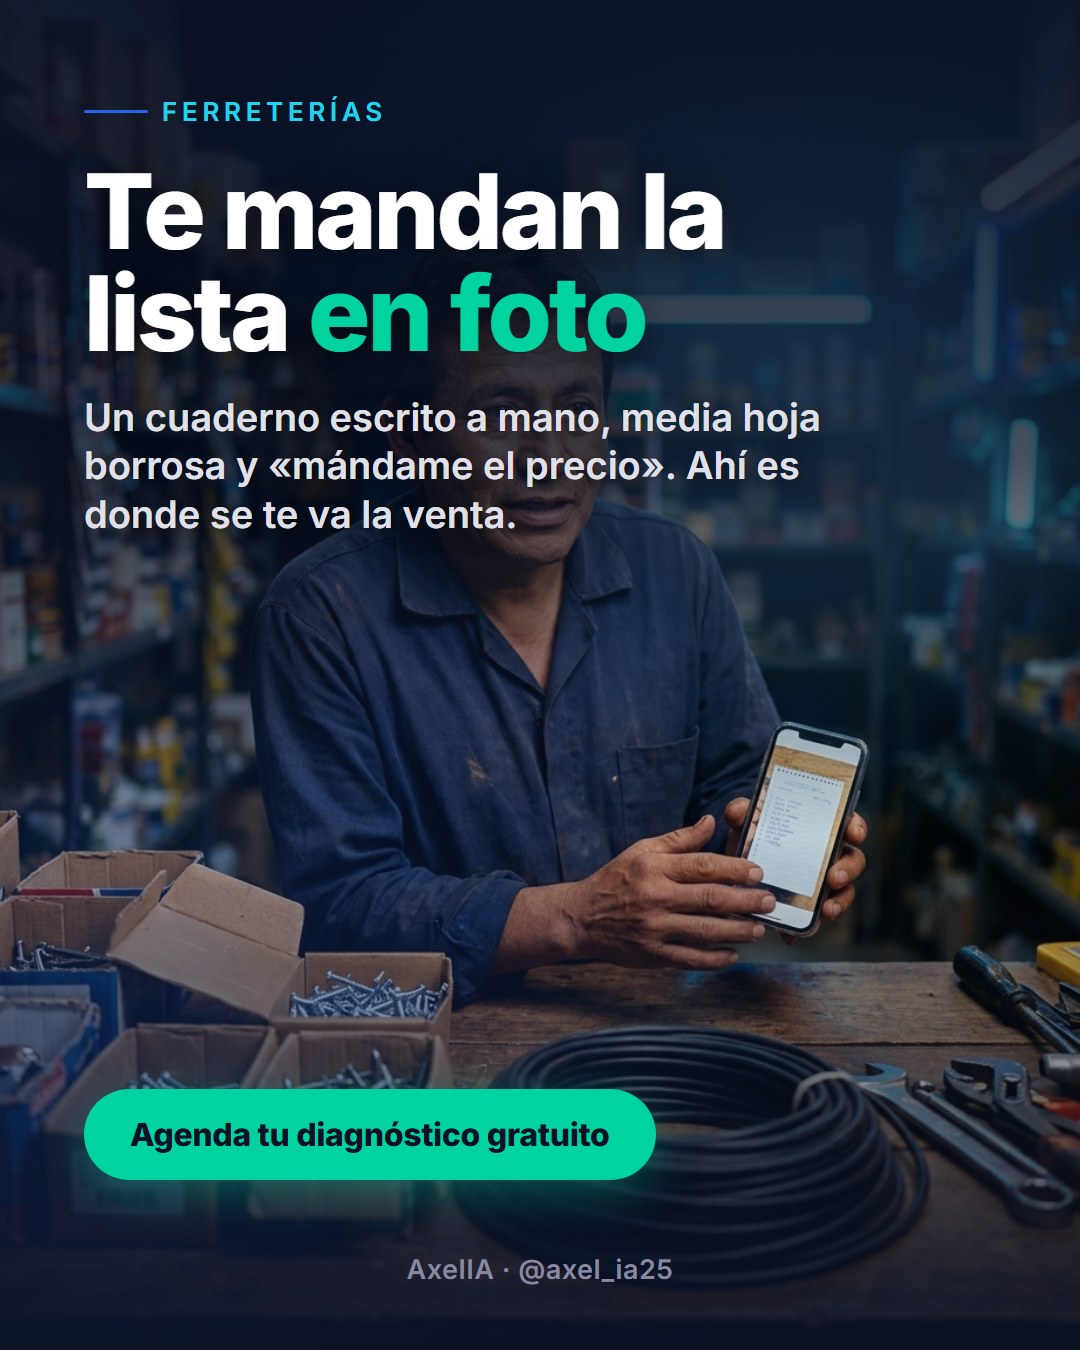 FERRETERÍAS
Te mandan la
lista en foto
Un cuaderno escrito a mano, media hoja
borrosa y «mándame el precio». Ahí es
donde se te va la venta.
Agenda tu diagnóstico gratuito
AxelIA · @axel_ia25